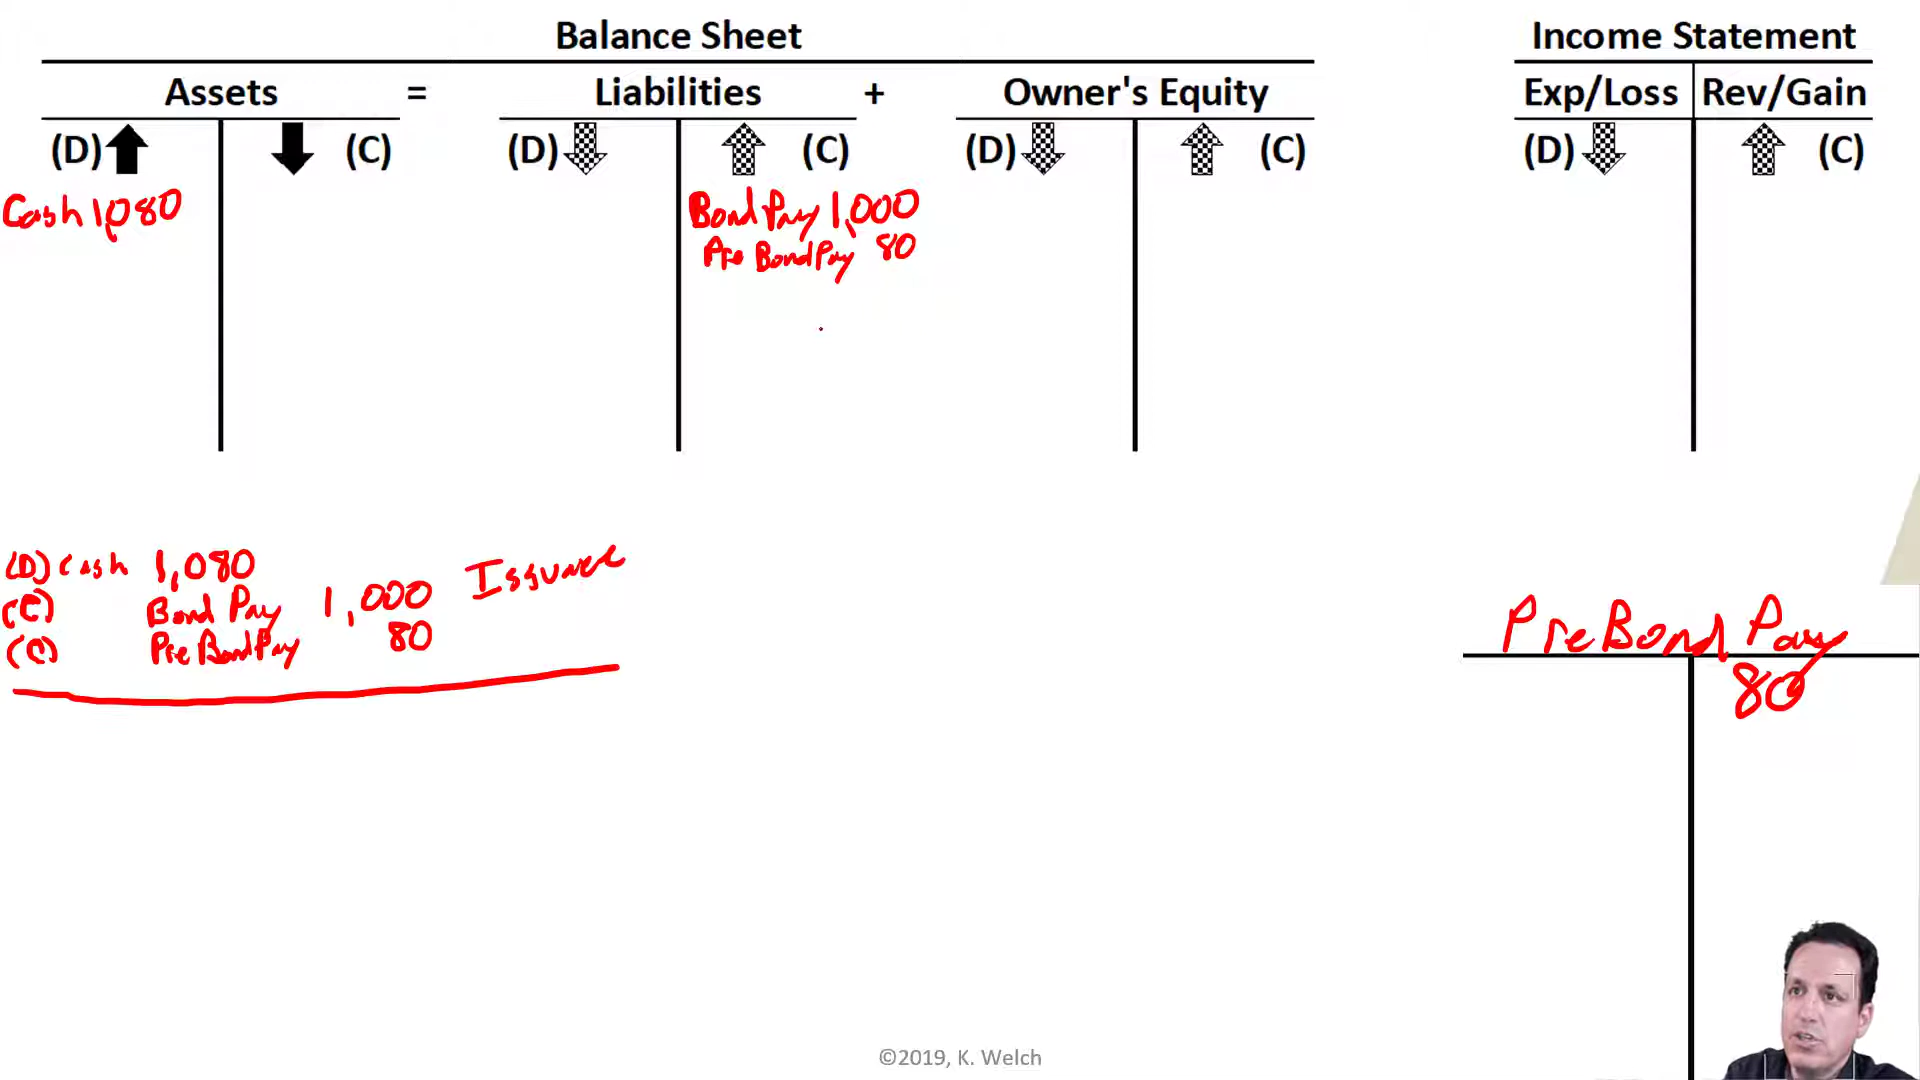 Balance Sheet
Income Statement
Assets = Liabilities + Owner's Equity
Exp/Loss Rev/Gain
(D) (C) (D) (C) (D) (C) (D) (C)
Cash 1,080
Bond Pay 1,000
Pre Bond Pay 80
(D) Cash 1,080
(C) Bond Pay 1,000
(C) Pre Bond Pay 80
Issuance
Pre Bond Pay
80
©2019, K. Welch